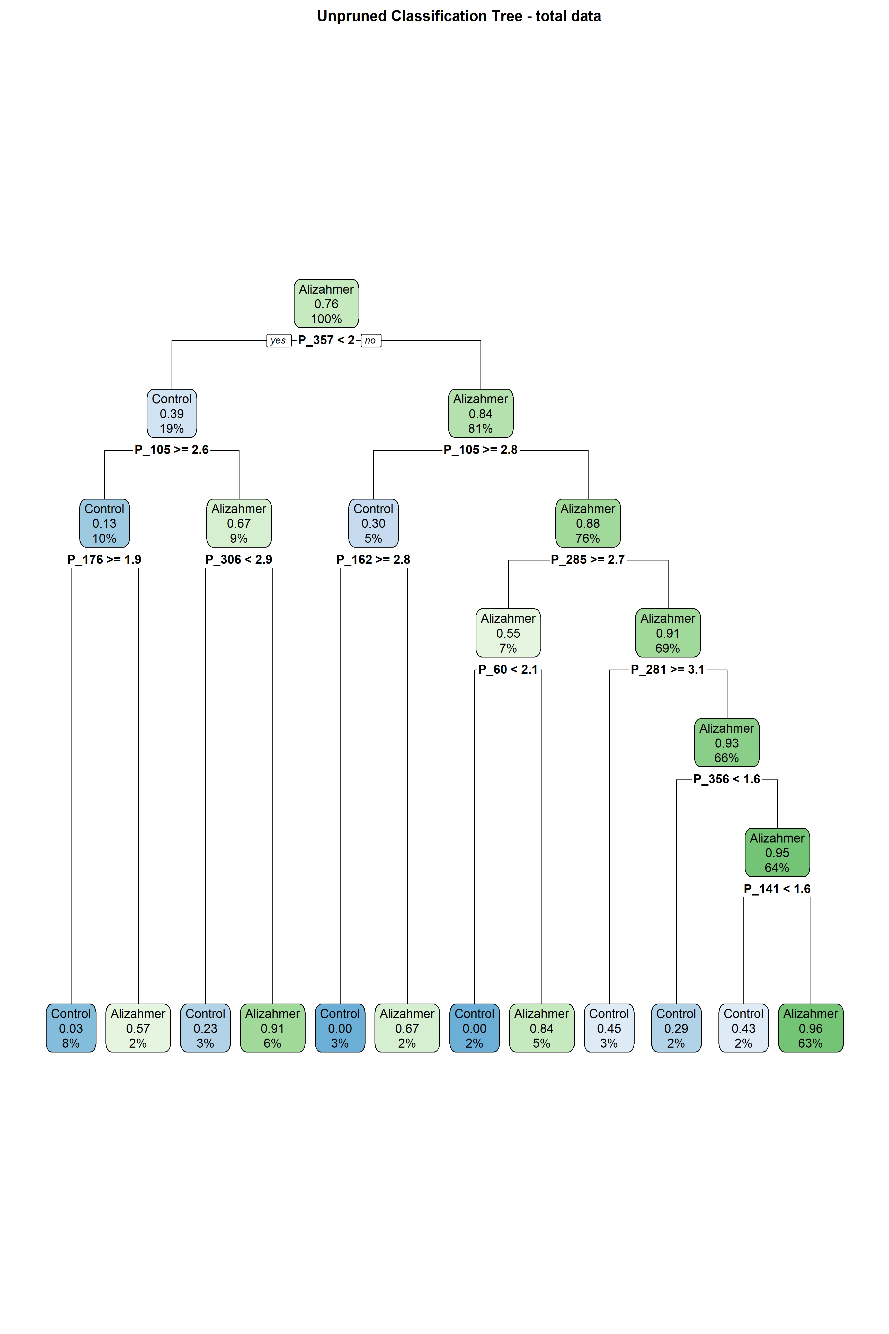 Unpruned Classification Tree - total data
Alizahmer
0.76
100%
yes P_357 < 2 no
Control
0.39
19%
Alizahmer
0.84
81%
P_105 >= 2.6
P_105 >= 2.8
Control
0.13
10%
Alizahmer
0.67
9%
Control
0.30
5%
Alizahmer
0.88
76%
P_176 >= 1.9
P_306 < 2.9
P_162 >= 2.8
P_285 >= 2.7
Alizahmer
0.55
7%
Alizahmer
0.91
69%
P_60 < 2.1
P_281 >= 3.1
Alizahmer
0.93
66%
P_356 < 1.6
Alizahmer
0.95
64%
P_141 < 1.6
Control
0.03
8%
Alizahmer
0.57
2%
Control
0.23
3%
Alizahmer
0.91
6%
Control
0.00
3%
Alizahmer
0.67
2%
Control
0.00
2%
Alizahmer
0.84
5%
Control
0.45
3%
Control
0.29
2%
Control
0.43
2%
Alizahmer
0.96
63%